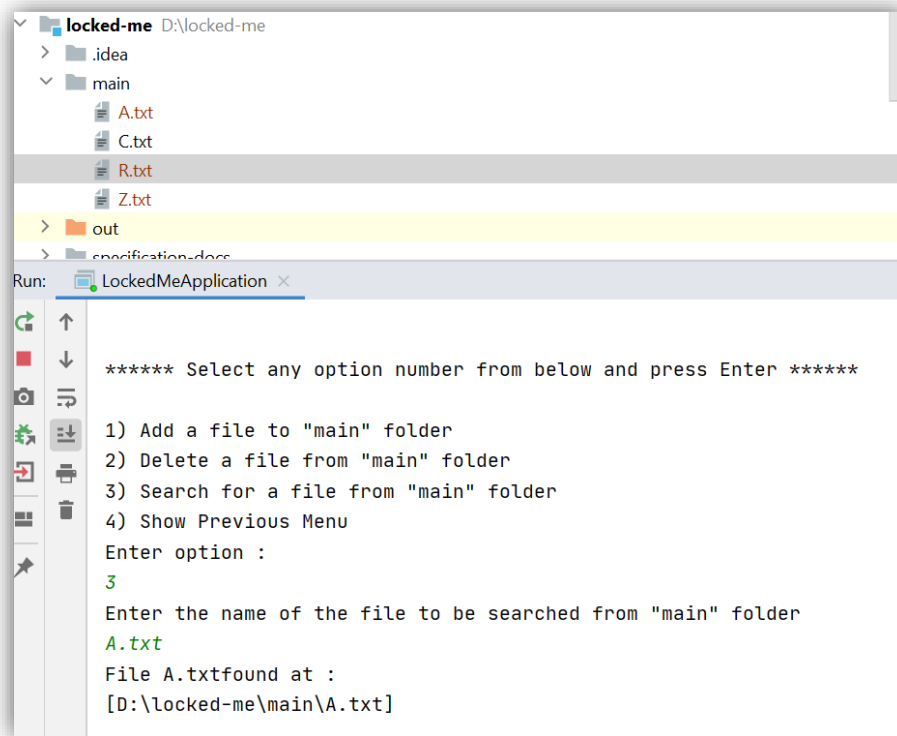 locked-me D:\locked-me
.idea
main
A.txt
C.txt
R.txt
Z.txt
out
specification-docs
Run: LockedMeApplication
****** Select any option number from below and press Enter ******
1) Add a file to "main" folder
2) Delete a file from "main" folder
3) Search for a file from "main" folder
4) Show Previous Menu
Enter option :
3
Enter the name of the file to be searched from "main" folder
A.txt
File A.txtfound at :
[D:\locked-me\main\A.txt]